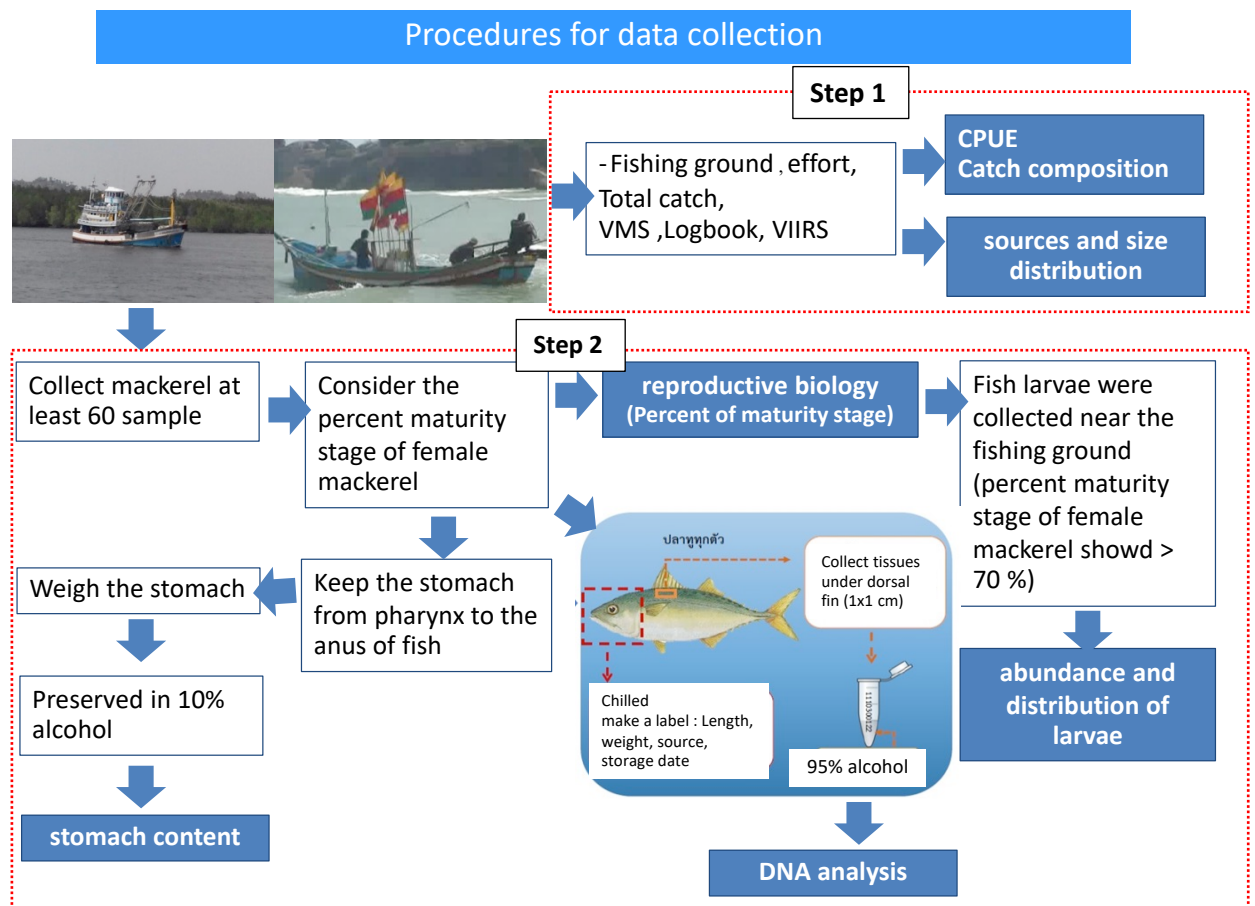 Procedures for data collection
Step 1
-Fishing ground , effort,
Total catch,
VMS ,Logbook, VIIRS
CPUE
Catch composition
sources and size
distribution
Step 2
Collect mackerel at
least 60 sample
Consider the
percent maturity
stage of female
mackerel
reproductive biology
(Percent of maturity stage)
Fish larvae were
collected near the
fishing ground
(percent maturity
stage of female
mackerel showd >
70 %)
abundance and
distribution of
larvae
Keep the stomach
from pharynx to the
anus of fish
Weigh the stomach
Preserved in 10%
alcohol
stomach content
ปลาทูทุกตัว
Collect tissues
under dorsal
fin (1x1 cm)
Chilled
make a label : Length,
weight, source,
storage date
95% alcohol
DNA analysis